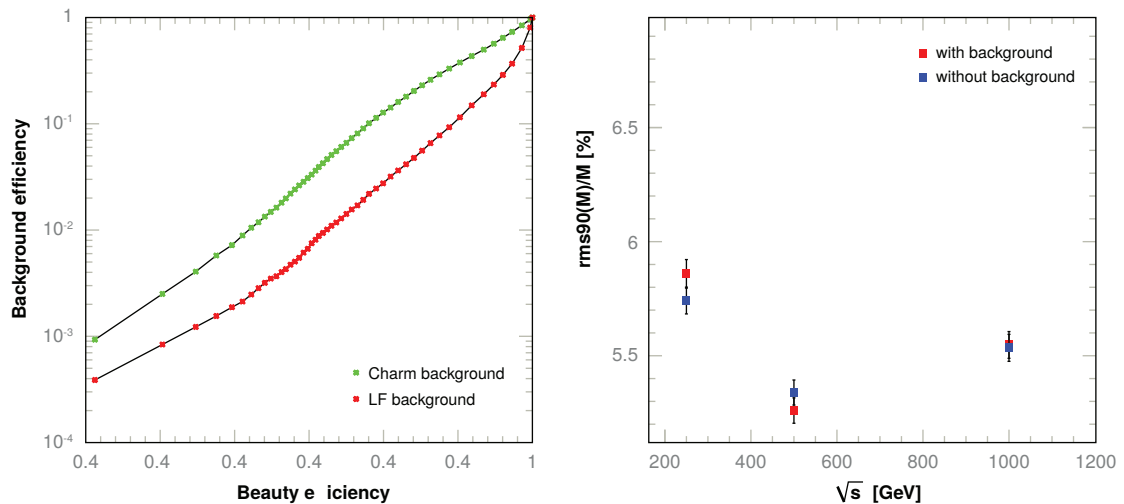 1
10⁻¹
10⁻²
10⁻³
10⁻⁴
Background efficiency
Charm background
LF background
0.4 0.4 0.4 0.4 0.4 0.4 1
Beauty e iciency
with background
without background
6.5
6
5.5
rms90(M)/M [%]
200 400 600 800 1000 1200
√s [GeV]